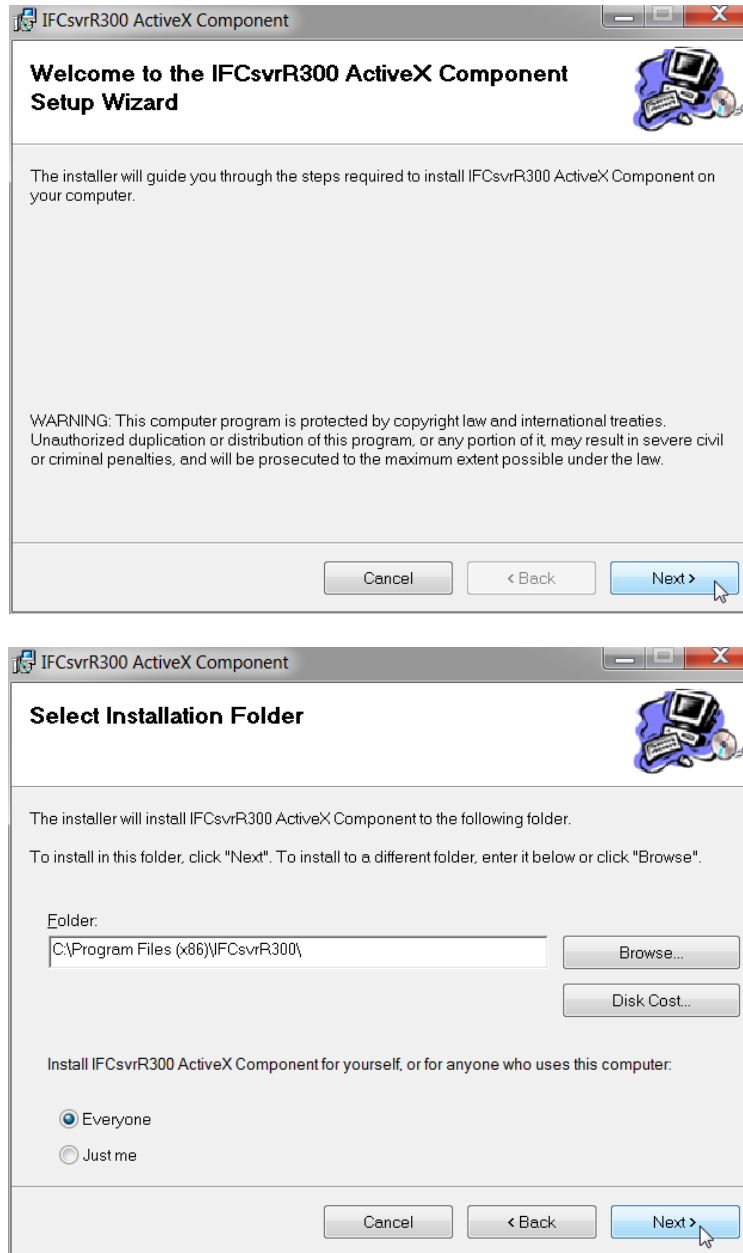 IFCsvrR300 ActiveX Component
Welcome to the IFCsvrR300 ActiveX Component
Setup Wizard
The installer will guide you through the steps required to install IFCsvrR300 ActiveX Component on
your computer.
WARNING: This computer program is protected by copyright law and international treaties.
Unauthorized duplication or distribution of this program, or any portion of it, may result in severe civil
or criminal penalties, and will be prosecuted to the maximum extent possible under the law.
Cancel < Back Next >
IFCsvrR300 ActiveX Component
Select Installation Folder
The installer will install IFCsvrR300 ActiveX Component to the following folder.
To install in this folder, click "Next". To install to a different folder, enter it below or click "Browse".
Folder:
C:\Program Files (x86)\IFCsvrR300\
Browse...
Disk Cost...
Install IFCsvrR300 ActiveX Component for yourself, or for anyone who uses this computer:
Everyone
Just me
Cancel < Back Next >